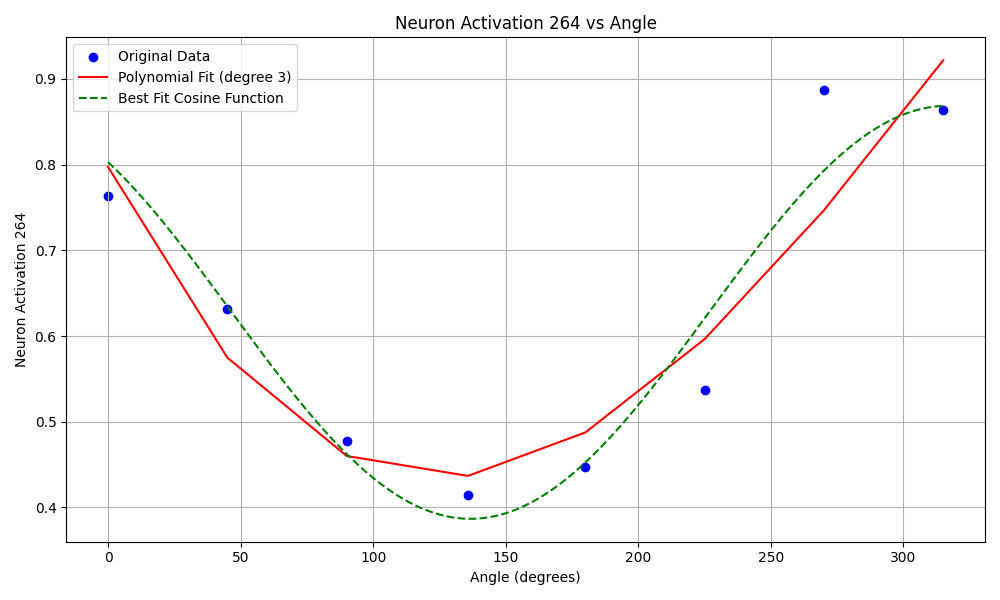 Neuron Activation 264 vs Angle
Original Data
Polynomial Fit (degree 3)
Best Fit Cosine Function
Neuron Activation 264
0.9
0.8
0.7
0.6
0.5
0.4
0
50
100
150
200
250
300
Angle (degrees)